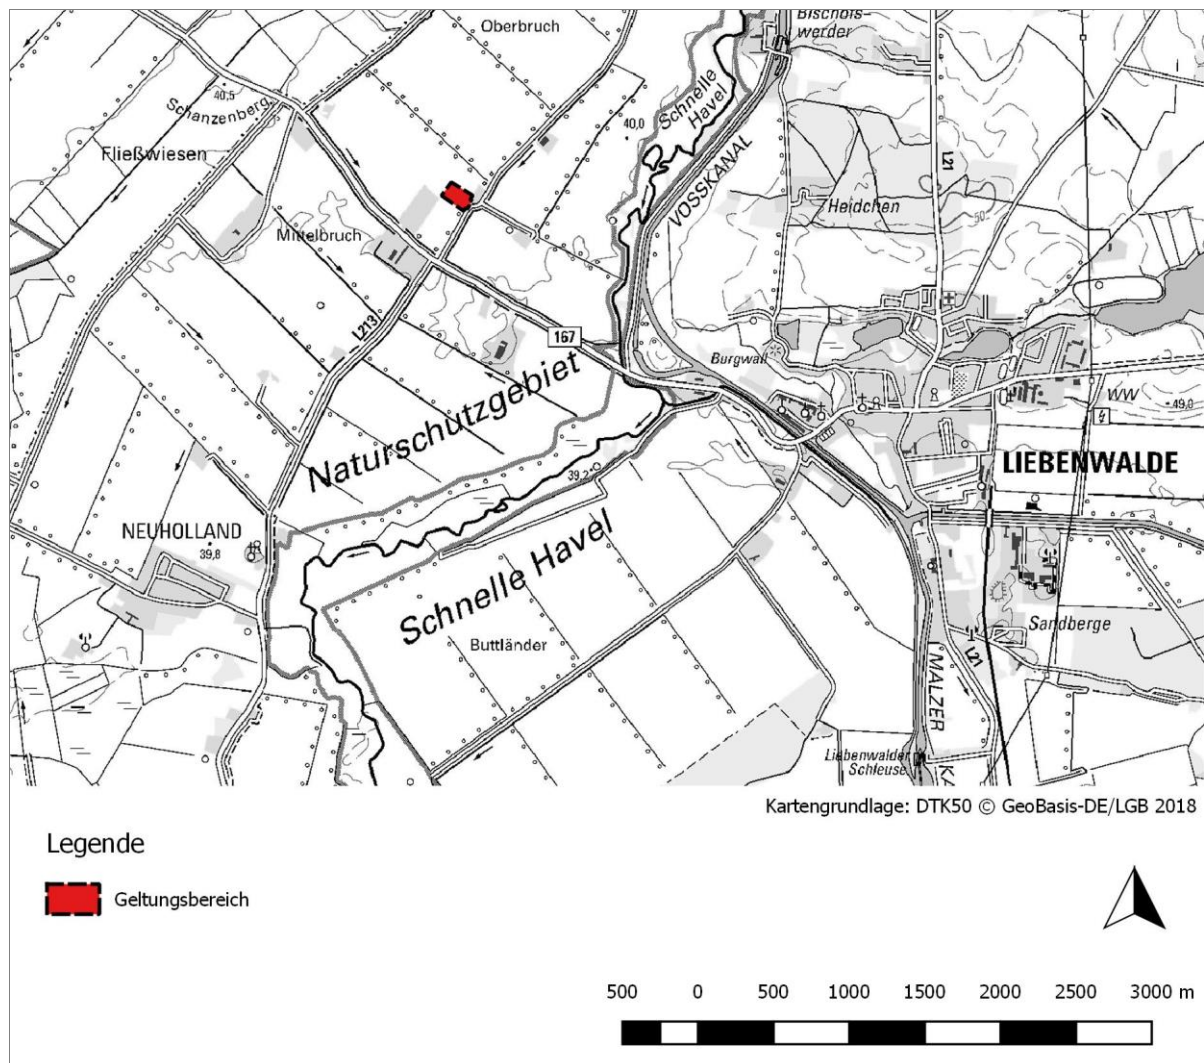 Oberbruch
Bischofs-
werder
Schnelle
Havel
40,5
Schanzenberg
40,0
L21
Fließwiesen
VOSSKANAL
Heidchen
50
Mittelbruch
L213
167
Burgwall
WW
49,0
Naturschutzgebiet
LIEBENWALDE
39,2
NEUHOLLAND
39,8
Schnelle Havel
Sandberge
Buttländer
L21
MALZER
KA
Liebenwalder
Schleuse
Kartengrundlage: DTK50 © GeoBasis-DE/LGB 2018
Legende
Geltungsbereich
500 0 500 1000 1500 2000 2500 3000 m